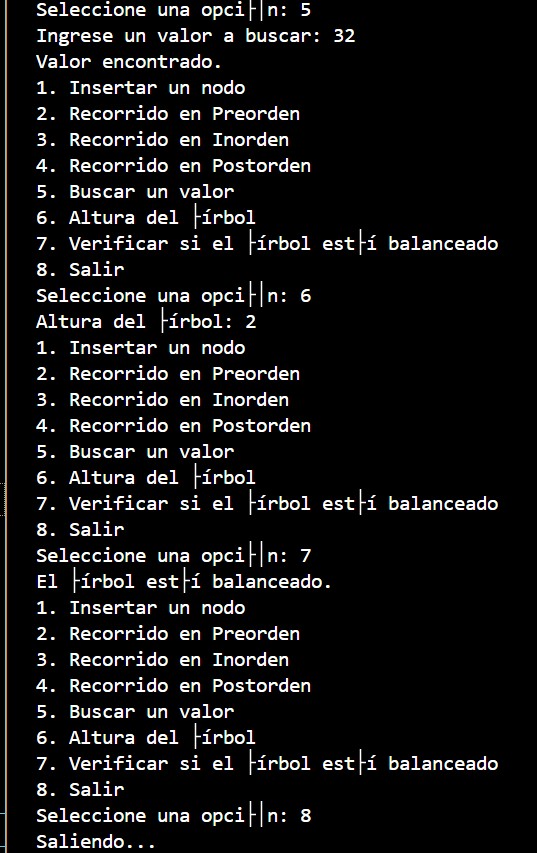 Seleccione una opci├│n: 5
Ingrese un valor a buscar: 32
Valor encontrado.
1. Insertar un nodo
2. Recorrido en Preorden
3. Recorrido en Inorden
4. Recorrido en Postorden
5. Buscar un valor
6. Altura del ├írbol
7. Verificar si el ├írbol est├í balanceado
8. Salir
Seleccione una opci├│n: 6
Altura del ├írbol: 2
1. Insertar un nodo
2. Recorrido en Preorden
3. Recorrido en Inorden
4. Recorrido en Postorden
5. Buscar un valor
6. Altura del ├írbol
7. Verificar si el ├írbol est├í balanceado
8. Salir
Seleccione una opci├│n: 7
El ├írbol est├í balanceado.
1. Insertar un nodo
2. Recorrido en Preorden
3. Recorrido en Inorden
4. Recorrido en Postorden
5. Buscar un valor
6. Altura del ├írbol
7. Verificar si el ├írbol est├í balanceado
8. Salir
Seleccione una opci├│n: 8
Saliendo...